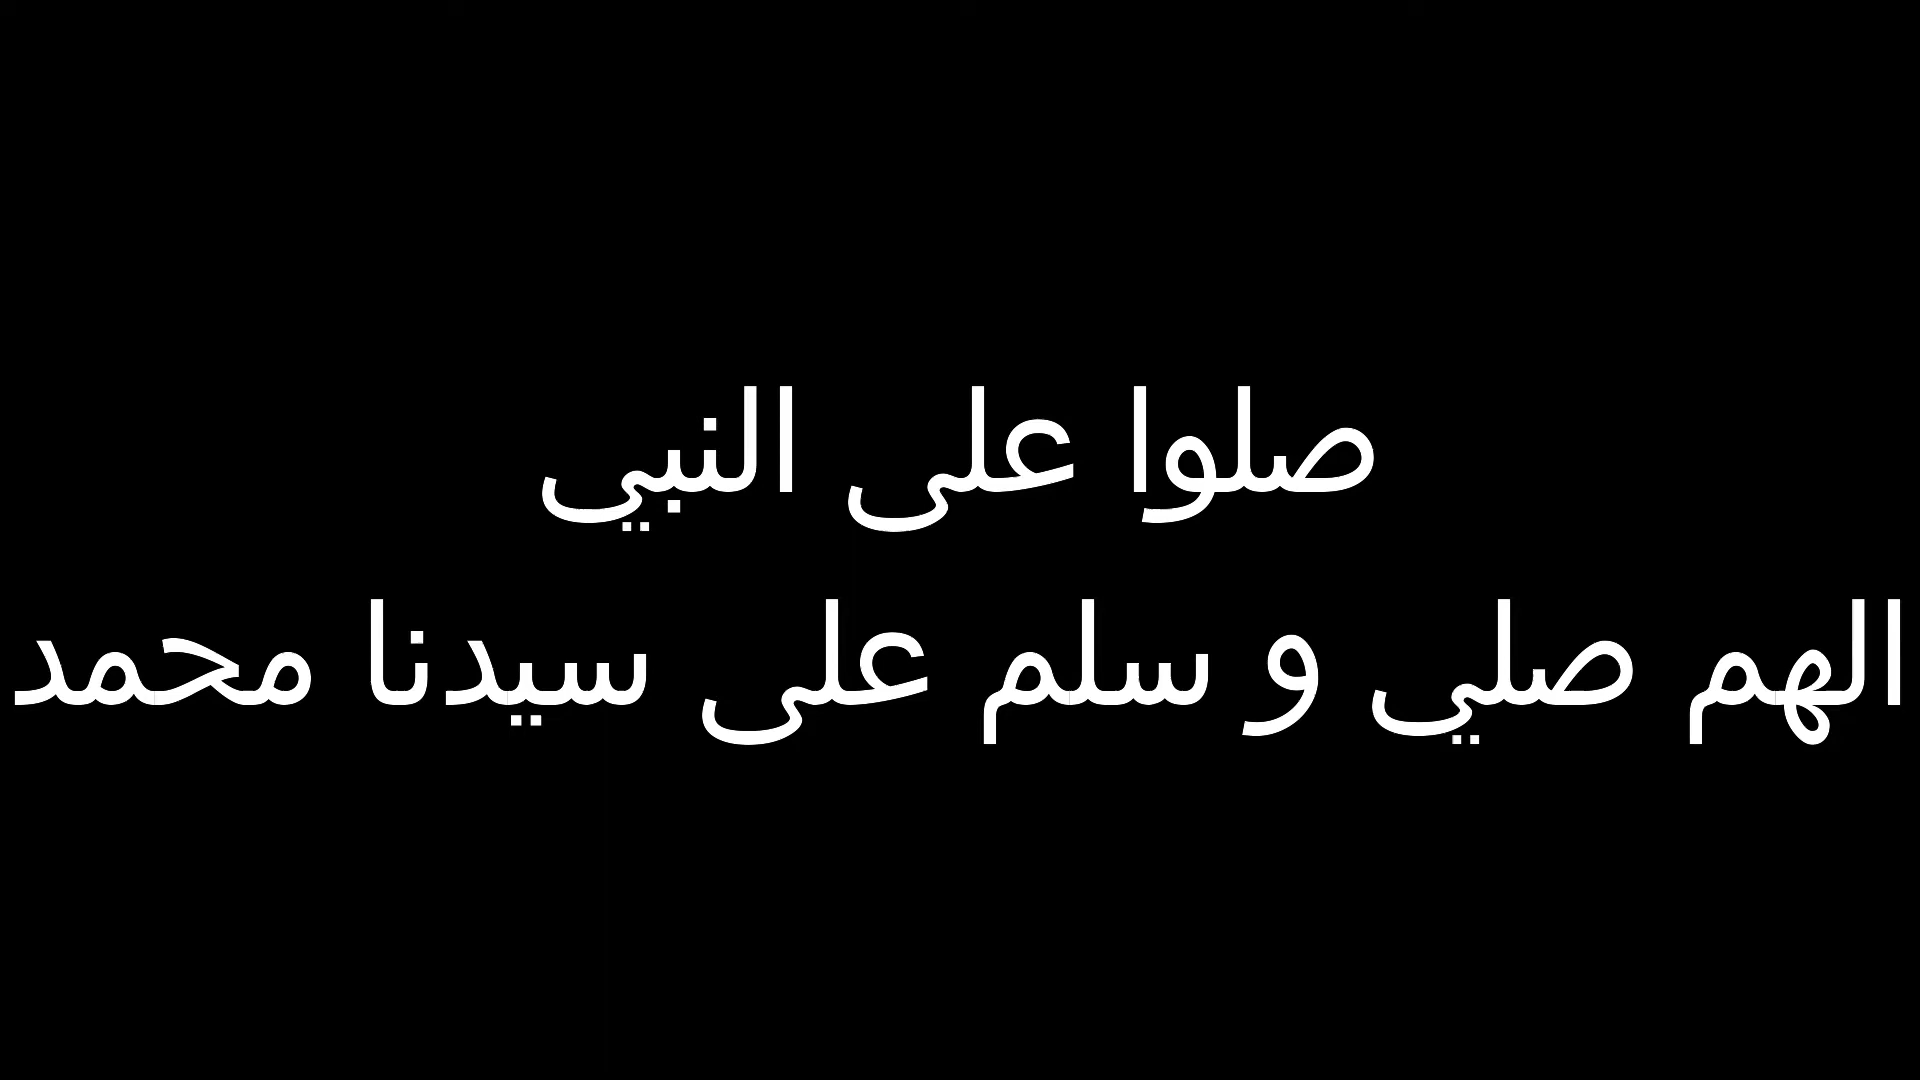 صلوا على النبي
الهم صلي و سلم على سيدنا محمد